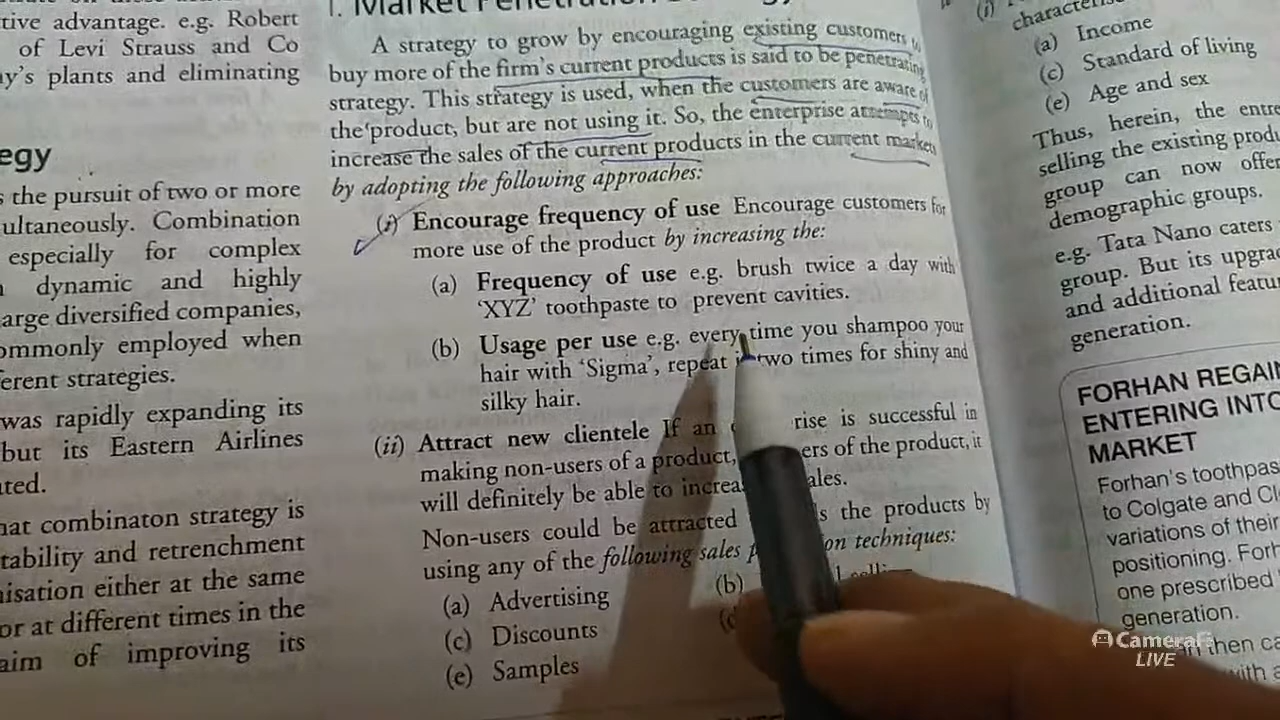 tive advantage. e.g. Robert
of Levi Strauss and Co
y's plants and eliminating
egy
the pursuit of two or more
ultaneously. Combination
especially for complex
dynamic and highly
arge diversified companies,
ommonly employed when
ferent strategies.
was rapidly expanding its
but its Eastern Airlines
ted.
hat combinaton strategy is
tability and retrenchment
nisation either at the same
or at different times in the
aim of improving its
1. Market
A strategy to grow by encouraging existing customers to
buy more of the firm's current products is said to be penetrating
strategy. This strategy is used, when the customers are aware of
the product, but are not using it. So, the enterprise attempts to
increase the sales of the current products in the current markets
by adopting the following approaches:
(i) Encourage frequency of use Encourage customers for
more use of the product by increasing the:
(a) Frequency of use e.g. brush twice a day with
'XYZ' toothpaste to prevent cavities.
(b) Usage per use e.g. every time you shampoo your
hair with 'Sigma', repeat it two times for shiny and
silky hair.
(ii) Attract new clientele If an rise is successful in
making non-users of a product, ers of the product, it
will definitely be able to increa ales.
Non-users could be attracted s the products by
using any of the following sales on techniques:
(a) Advertising (b)
(c) Discounts
(e) Samples
(i)
(a) Income
(c) Standard of living
(e) Age and sex
Thus, herein, the entre
selling the existing produ
group can now offer
demographic groups.
e.g. Tata Nano caters
group. But its upgra
and additional featur
generation.
FORHAN REGAIN
ENTERING INTO
MARKET
Forhan's toothpas
to Colgate and Cl
variations of their
positioning. Forh
one prescribed
generation.
then ca
with a
CameraFi
LIVE